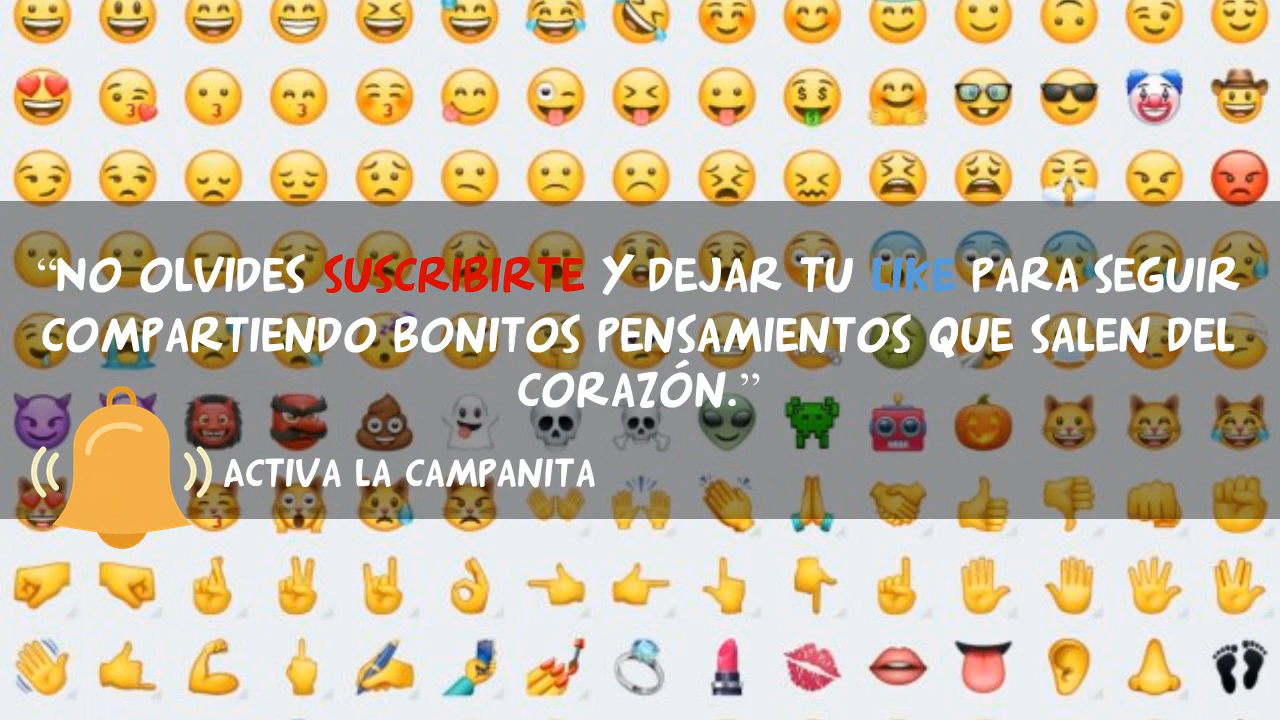 “NO OLVIDES SUSCRIBIRTE Y DEJAR TU LIKE PARA SEGUIR
COMPARTIENDO BONITOS PENSAMIENTOS QUE SALEN DEL
CORAZÓN.”
ACTIVA LA CAMPANITA